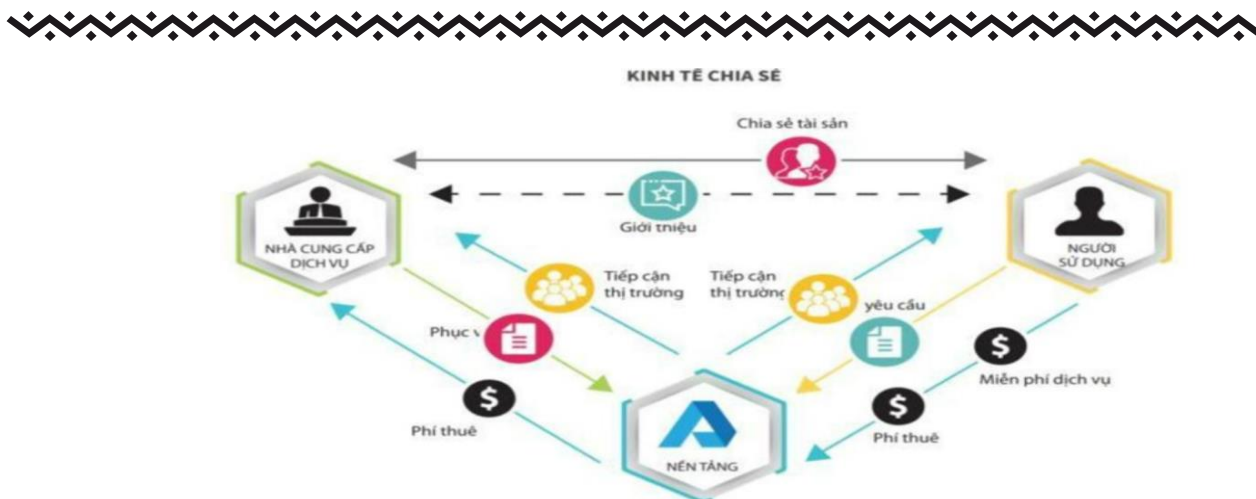 KINH TẾ CHIA SẺ
Chia sẻ tài sản
Giới thiệu
NHÀ CUNG CẤP
DỊCH VỤ
NGƯỜI
SỬ DỤNG
Tiếp cận
thị trường
Tiếp cận
thị trường
yêu cầu
Phục v
$
Miễn phí dịch vụ
$
Phí thuê
$
Phí thuê
NỀN TẢNG